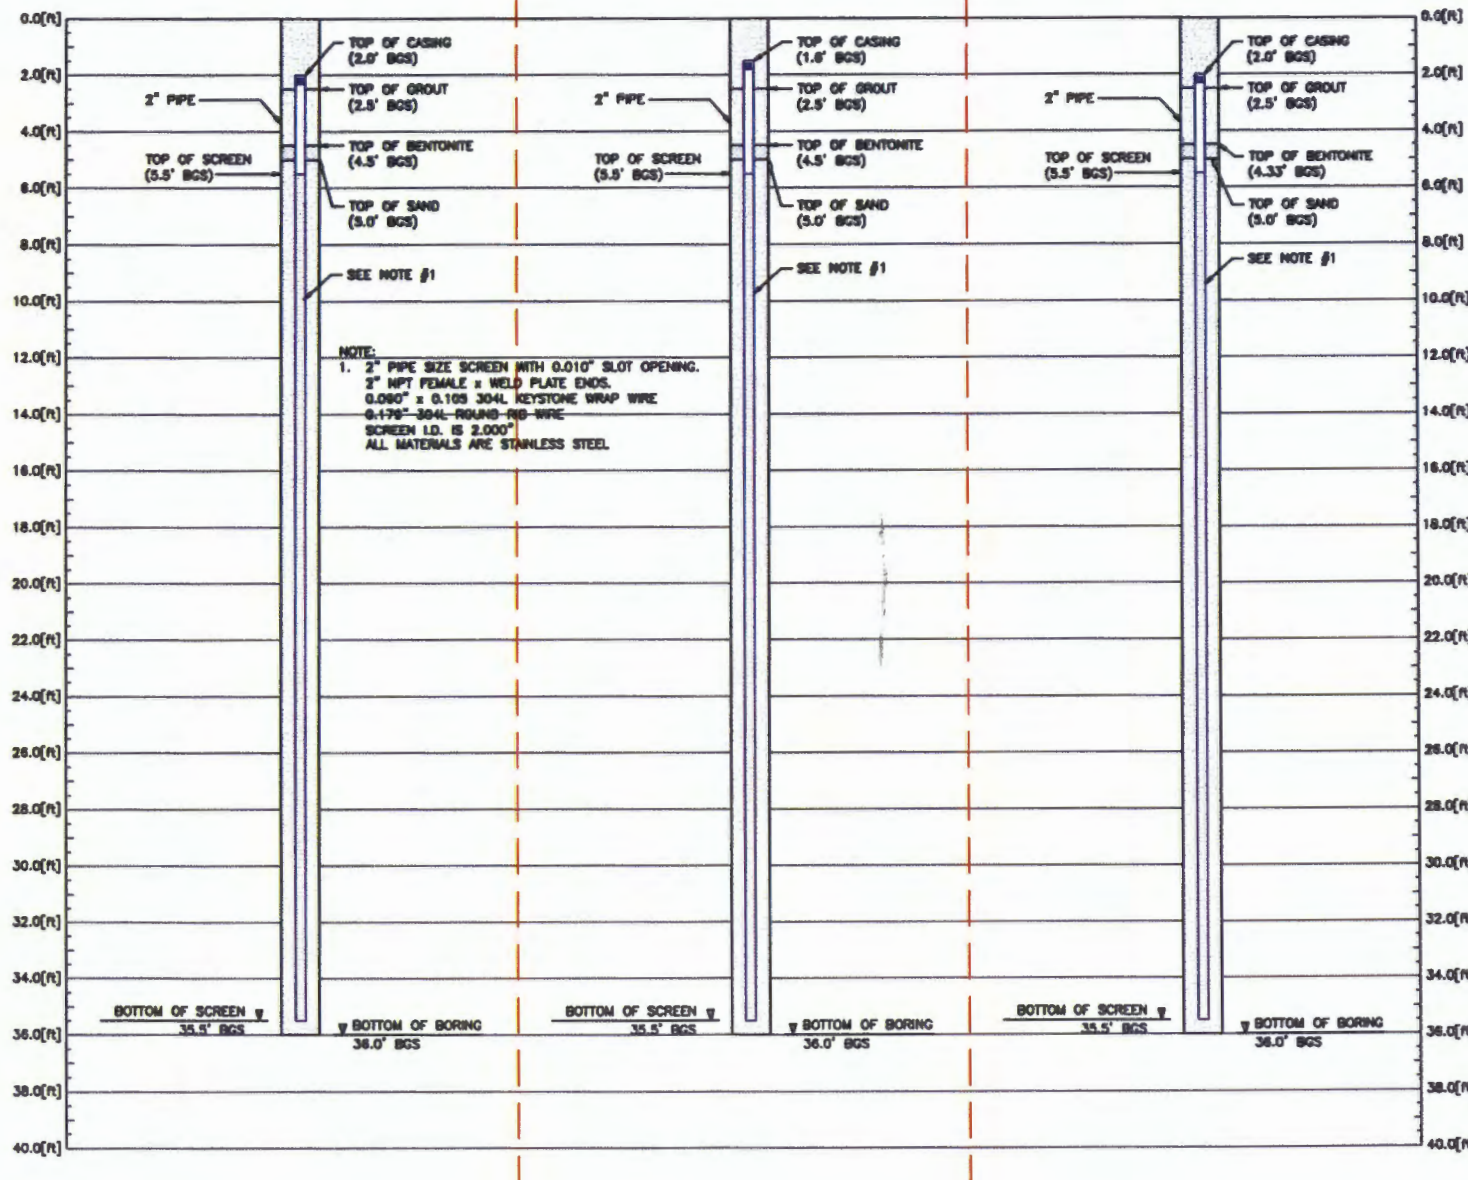 0.0[ft]
2.0[ft]
4.0[ft]
6.0[ft]
8.0[ft]
10.0[ft]
12.0[ft]
14.0[ft]
16.0[ft]
18.0[ft]
20.0[ft]
22.0[ft]
24.0[ft]
26.0[ft]
28.0[ft]
30.0[ft]
32.0[ft]
34.0[ft]
36.0[ft]
38.0[ft]
40.0[ft]
TOP OF CASING
(2.0' BGS)
2" PIPE
TOP OF GROUT
(2.5' BGS)
TOP OF BENTONITE
(4.5' BGS)
TOP OF SCREEN
(5.5' BGS)
TOP OF SAND
(5.0' BGS)
SEE NOTE #1
NOTE:
1. 2" PIPE SIZE SCREEN WITH 0.010" SLOT OPENING.
2" NPT FEMALE x WELD PLATE ENDS.
0.060" x 0.105 304L KEYSTONE WRAP WIRE
304L ROUND ROD WIRE
SCREEN I.D. IS 2.000"
ALL MATERIALS ARE STAINLESS STEEL
BOTTOM OF SCREEN
35.5' BGS
BOTTOM OF BORING
36.0' BGS
TOP OF CASING
(1.6' BGS)
2" PIPE
TOP OF GROUT
(2.5' BGS)
TOP OF BENTONITE
(4.5' BGS)
TOP OF SCREEN
(5.5' BGS)
TOP OF SAND
(5.0' BGS)
SEE NOTE #1
BOTTOM OF SCREEN
35.5' BGS
BOTTOM OF BORING
36.0' BGS
TOP OF CASING
(2.0' BGS)
2" PIPE
TOP OF GROUT
(2.5' BGS)
TOP OF BENTONITE
(4.33' BGS)
TOP OF SCREEN
(5.5' BGS)
TOP OF SAND
(5.0' BGS)
SEE NOTE #1
BOTTOM OF SCREEN
35.5' BGS
BOTTOM OF BORING
36.0' BGS
0.0[ft]
2.0[ft]
4.0[ft]
6.0[ft]
8.0[ft]
10.0[ft]
12.0[ft]
14.0[ft]
16.0[ft]
18.0[ft]
20.0[ft]
22.0[ft]
24.0[ft]
26.0[ft]
28.0[ft]
30.0[ft]
32.0[ft]
34.0[ft]
36.0[ft]
38.0[ft]
40.0[ft]